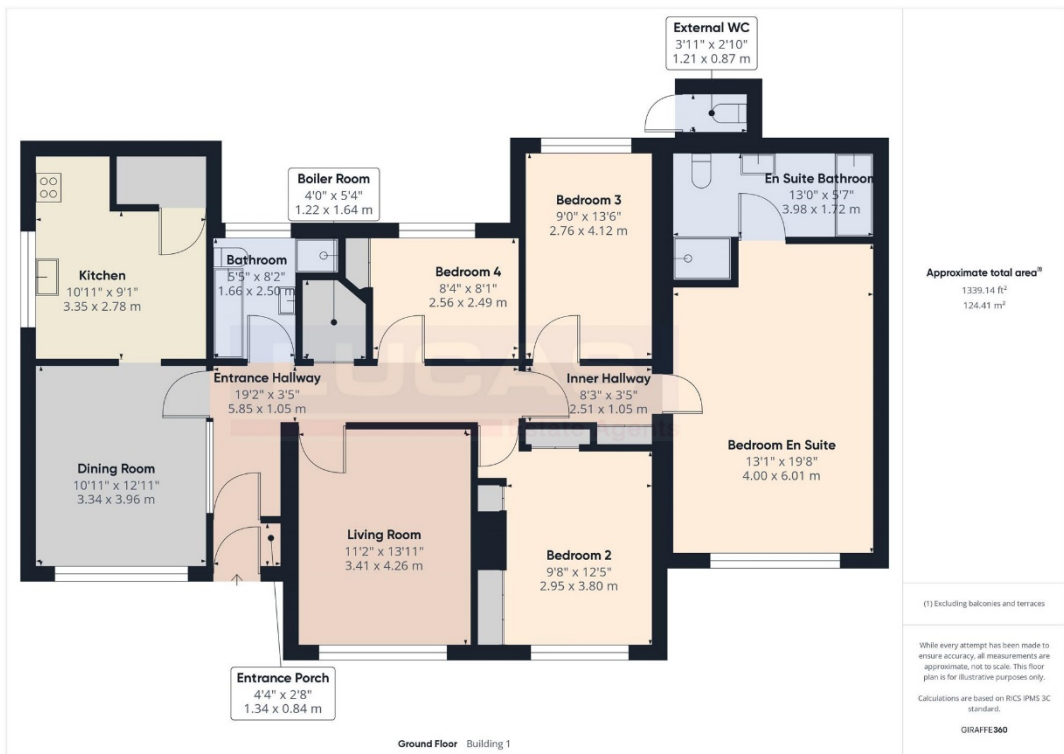 External WC
3'11" x 2'10"
1.21 x 0.87 m
Boiler Room
4'0" x 5'4"
1.22 x 1.64 m
Bedroom 3
9'0" x 13'6"
2.76 x 4.12 m
En Suite Bathroom
13'0" x 5'7"
3.98 x 1.72 m
Kitchen
10'11" x 9'1"
3.35 x 2.78 m
Bathroom
5'5" x 8'2"
1.66 x 2.50 m
Bedroom 4
8'4" x 8'1"
2.56 x 2.49 m
Entrance Hallway
19'2" x 3'5"
5.85 x 1.05 m
Inner Hallway
8'3" x 3'5"
2.51 x 1.05 m
LUCAS
Estate Agents
Bedroom En Suite
13'1" x 19'8"
4.00 x 6.01 m
Dining Room
10'11" x 12'11"
3.34 x 3.96 m
Living Room
11'2" x 13'11"
3.41 x 4.26 m
Bedroom 2
9'8" x 12'5"
2.95 x 3.80 m
Entrance Porch
4'4" x 2'8"
1.34 x 0.84 m
Ground Floor Building 1
Approximate total area⁽¹⁾
1339.14 ft²
124.41 m²
(1) Excluding balconies and terraces
While every attempt has been made to
ensure accuracy, all measurements are
approximate, not to scale. This floor
plan is for illustrative purposes only.
Calculations are based on RICS IPMS 3C
standard.
GIRAFFE360